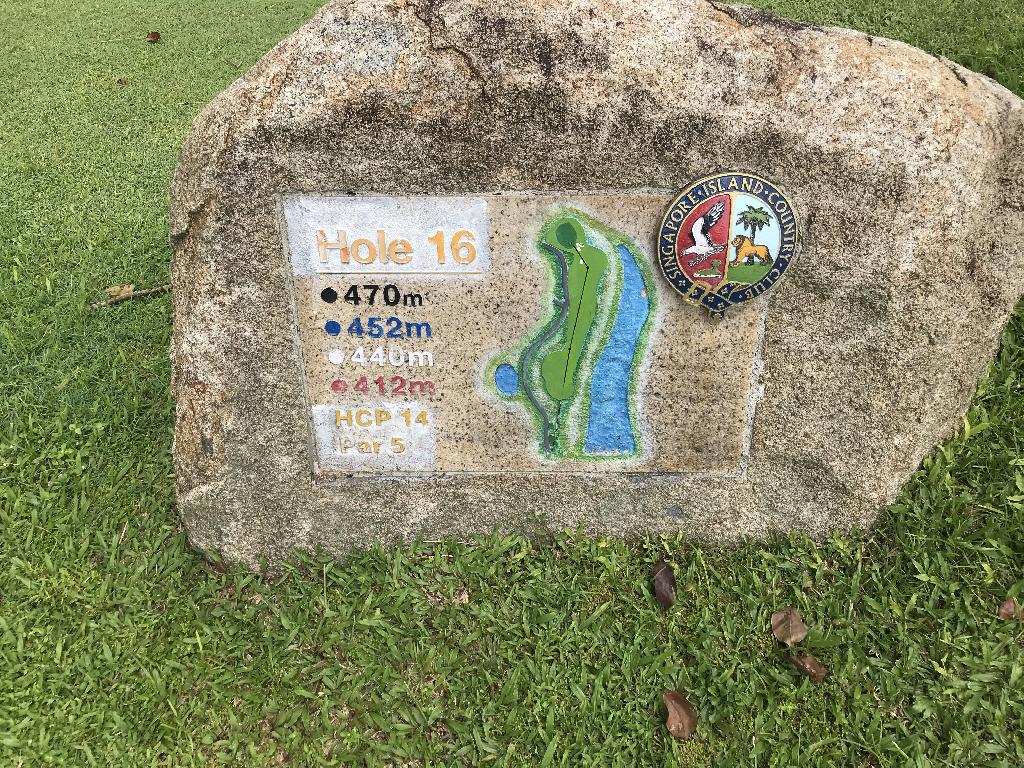 Hole 16
470m
452m
440m
412m
HCP 14
Par 5
SINGAPORE·ISLAND·COUNTRY·CLUB·